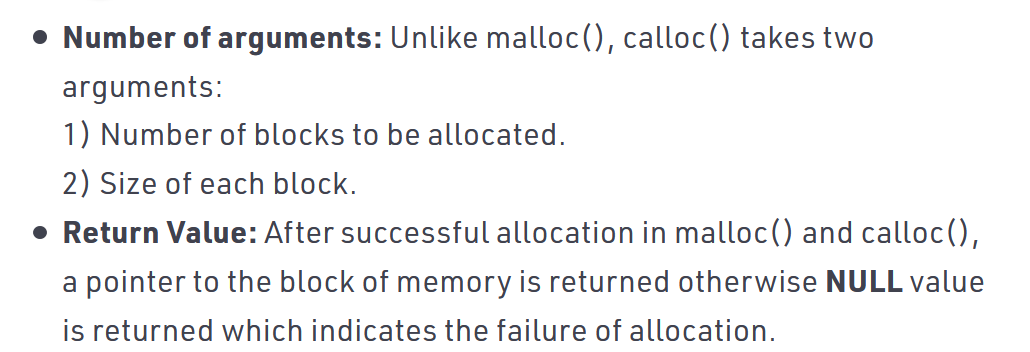 • Number of arguments: Unlike malloc(), calloc() takes two
arguments:
1) Number of blocks to be allocated.
2) Size of each block.
• Return Value: After successful allocation in malloc() and calloc(),
a pointer to the block of memory is returned otherwise NULL value
is returned which indicates the failure of allocation.